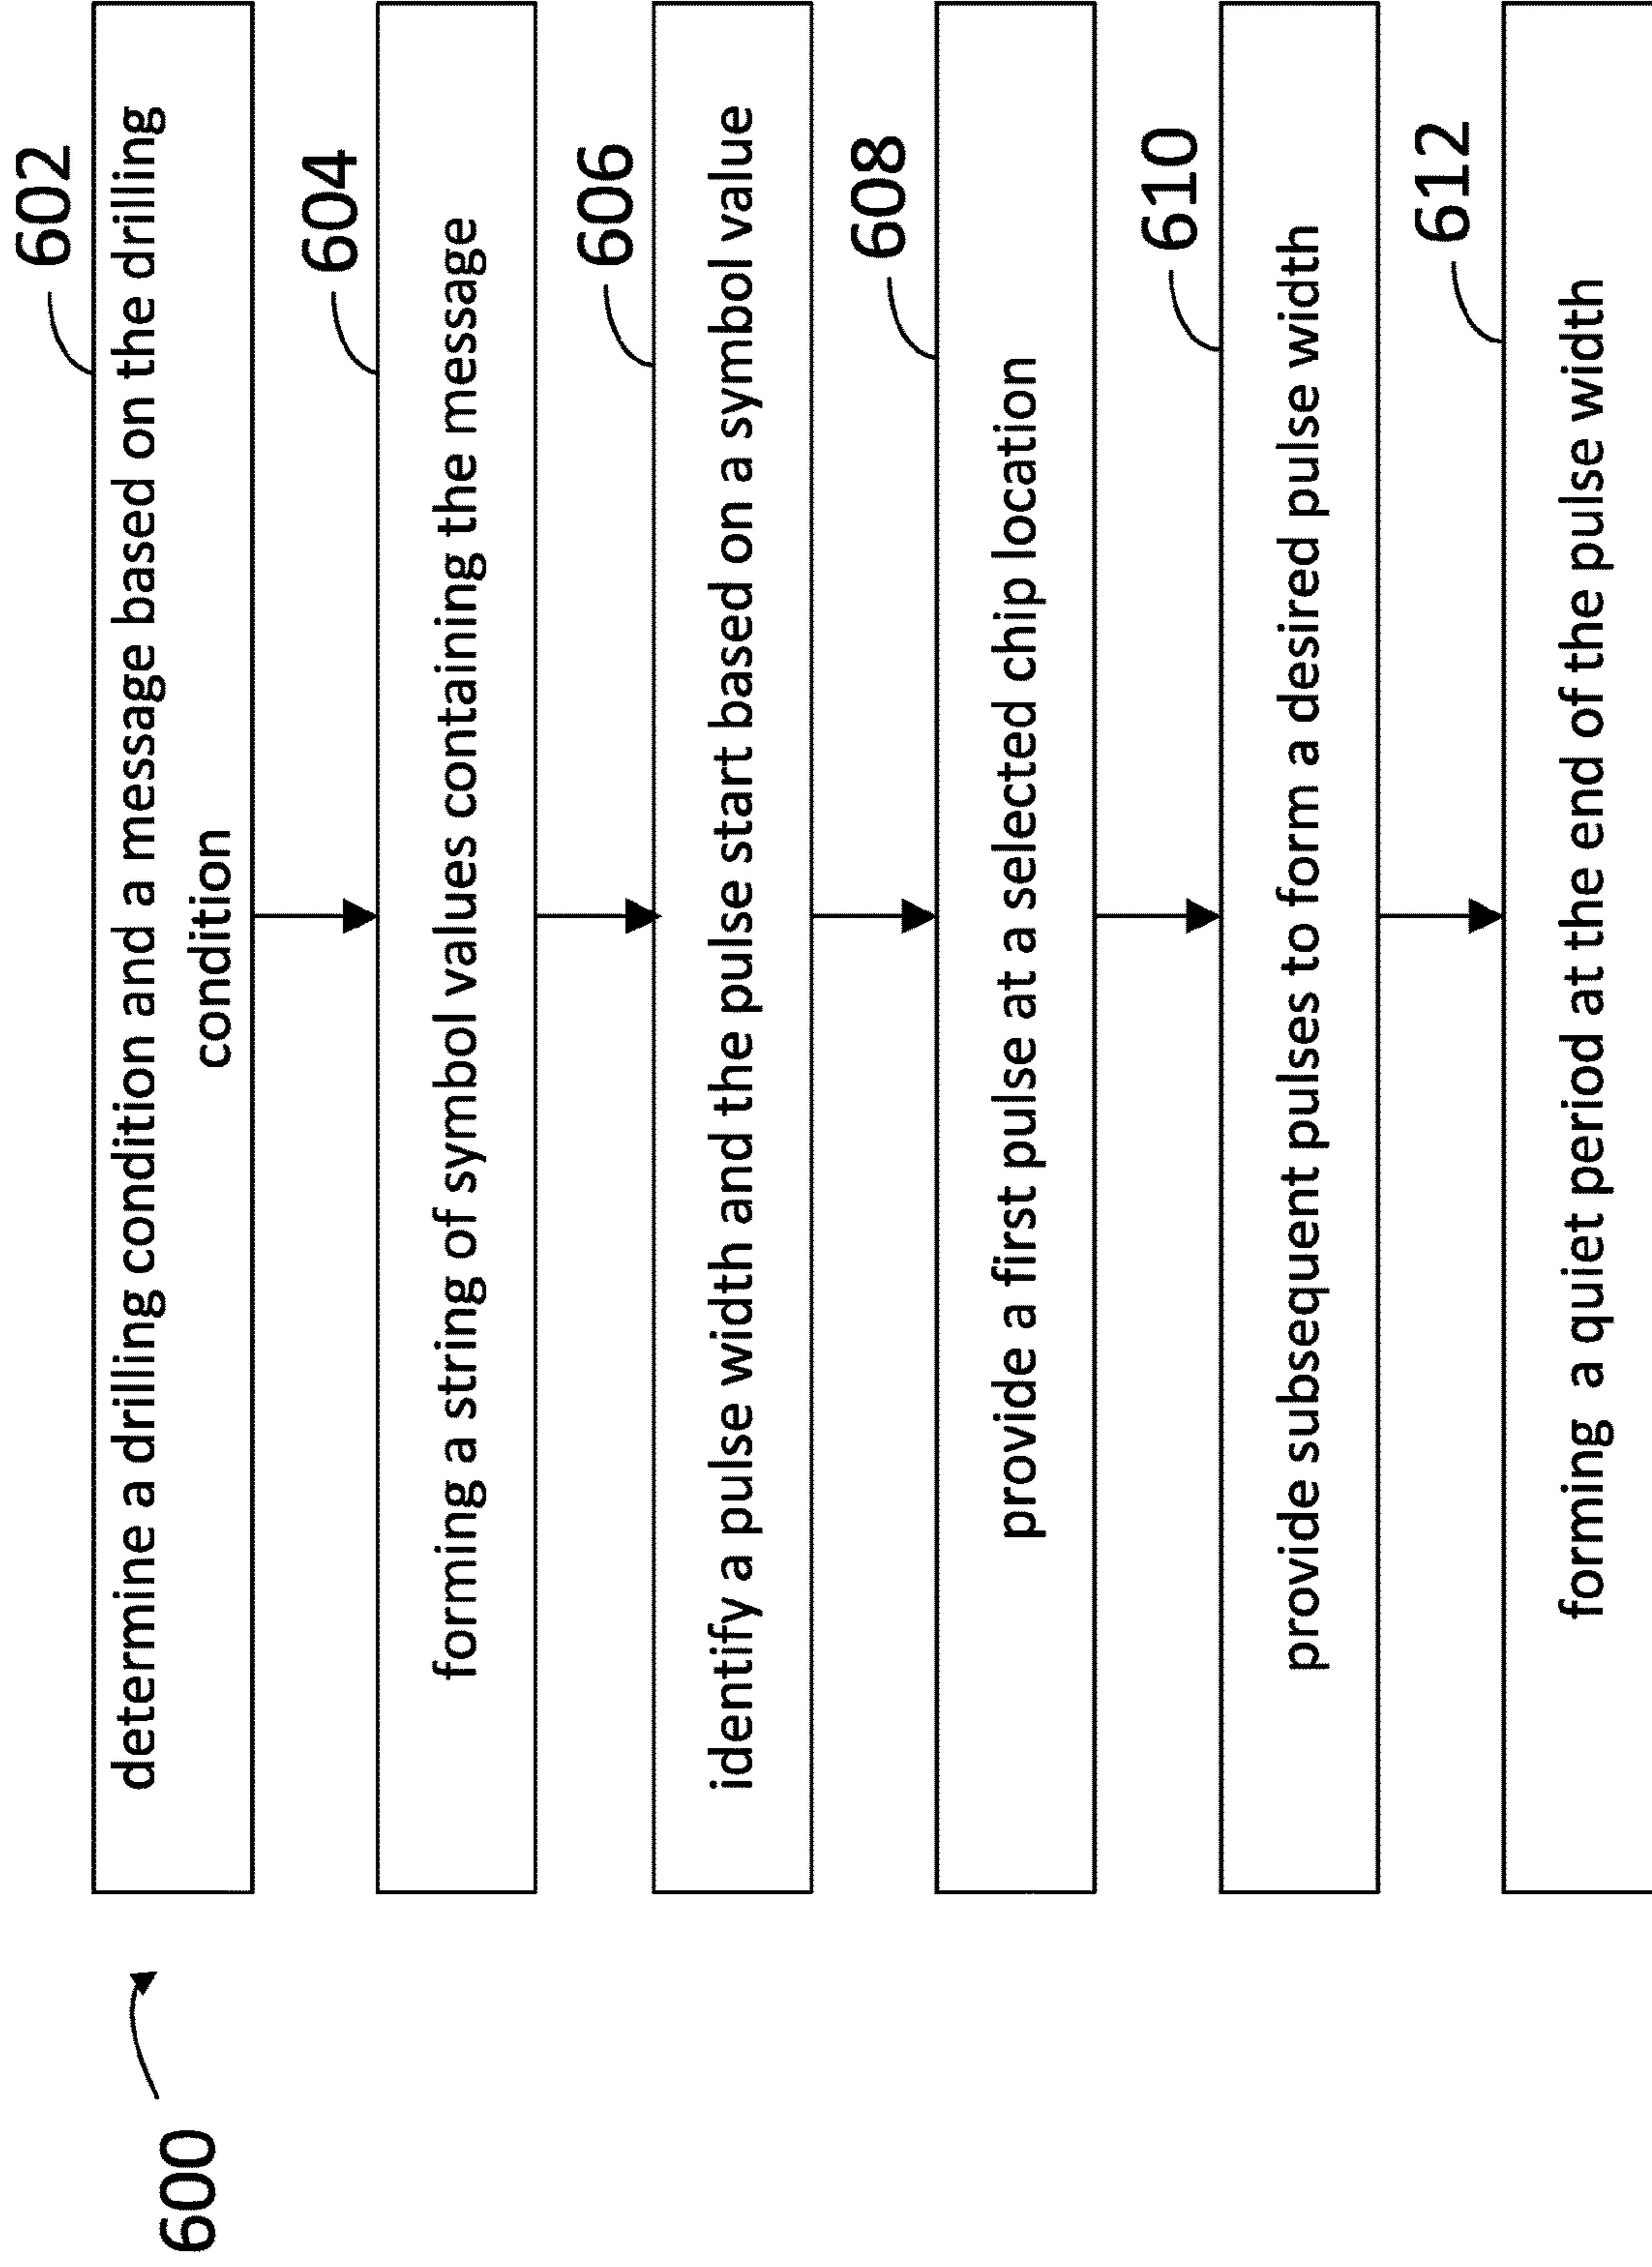 600
602
determine a drilling condition and a message based on the drilling
condition
604
forming a string of symbol values containing the message
606
identify a pulse width and the pulse start based on a symbol value
608
provide a first pulse at a selected chip location
610
provide subsequent pulses to form a desired pulse width
612
forming a quiet period at the end of the pulse width